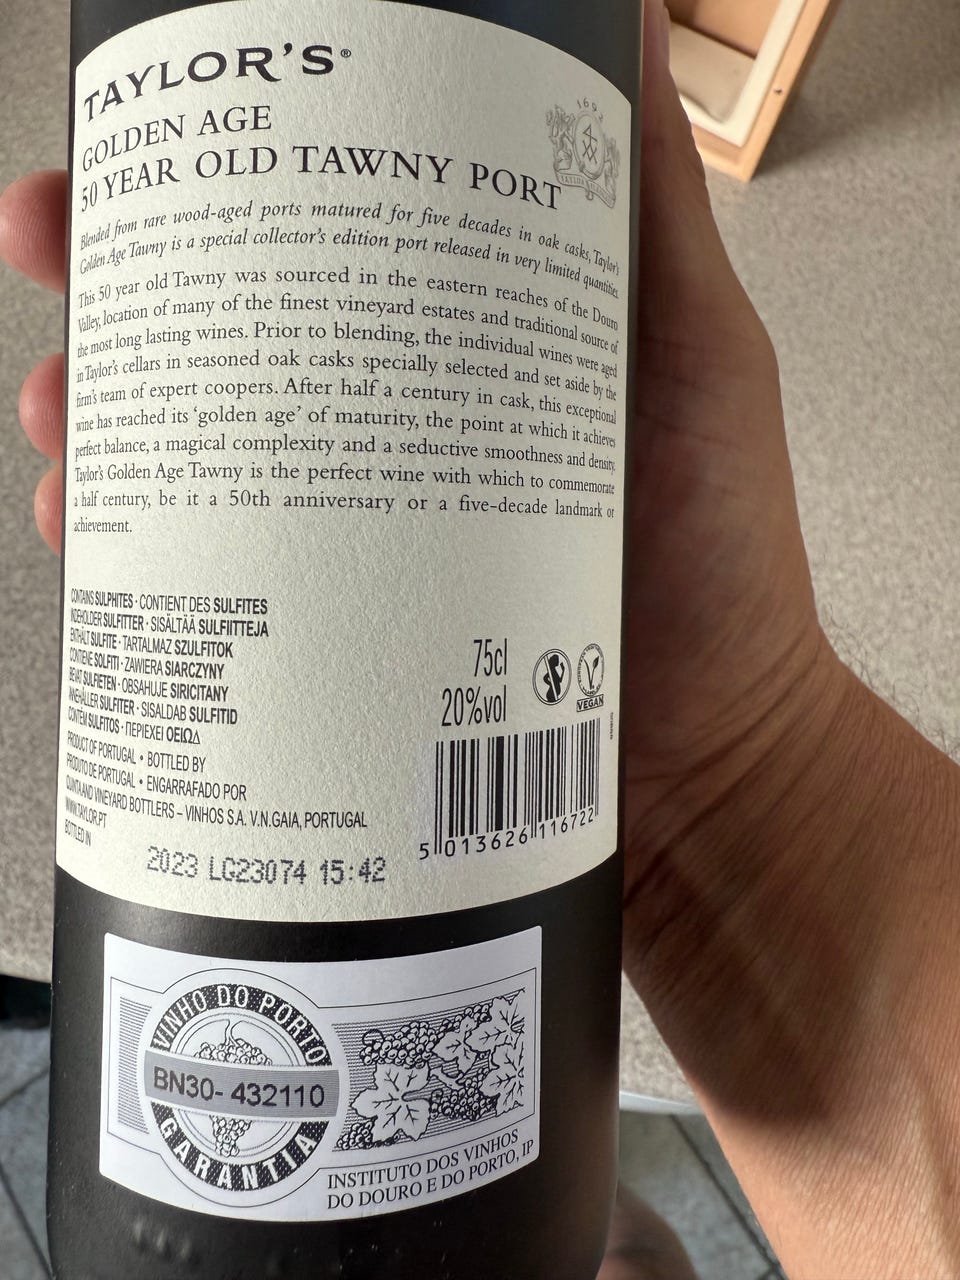 TAYLOR'S®
GOLDEN AGE
50 YEAR OLD TAWNY PORT
169
Blended from rare wood-aged ports matured for five decades in oak casks, Taylor's
Golden Age Tawny is a special collector's edition port released in very limited quantities.
This 50 year old Tawny was sourced in the eastern reaches of the Douro
Valley, location of many of the finest vineyard estates and traditional source of
the most long lasting wines. Prior to blending, the individual wines were aged
in Taylor's cellars in seasoned oak casks specially selected and set aside by the
firm's team of expert coopers. After half a century in cask, this exceptional
wine has reached its 'golden age' of maturity, the point at which it achieves
perfect balance, a magical complexity and a seductive smoothness and density.
Taylor's Golden Age Tawny is the perfect wine with which to commemorate
a half century, be it a 50th anniversary or a five-decade landmark or
achievement.
CONTAINS SULPHITES · CONTIENT DES SULFITES
INDEHOLDER SULFITTER · SISÄLTÄÄ SULFIITTEJA
ENTHÄLT SULFITE · TARTALMAZ SZULFITOK
CONTIENE SOLFITI · ZAWIERA SIARCZYNY
BEVAT SULFIETEN · OBSAHUJE SIRICITANY
INNEHÅLLER SULFITER · SISALDAB SULFITID
CONTÉM SULFITOS · ΠΕΡΙΕΧΕΙ ΘΕΙΩΔ
PRODUCT OF PORTUGAL • BOTTLED BY
PRODUTO DE PORTUGAL • ENGARRAFADO POR
QUINTA AND VINEYARD BOTTLERS – VINHOS S.A. V.N.GAIA, PORTUGAL
WWW.TAYLOR.PT
BOTTLED IN
2023 LG23074 15:42
75cl
20%vol
VEGAN
5 013626 116722
VINHO DO PORTO
BN30- 432110
GARANTIA
INSTITUTO DOS VINHOS
DO DOURO E DO PORTO, IP